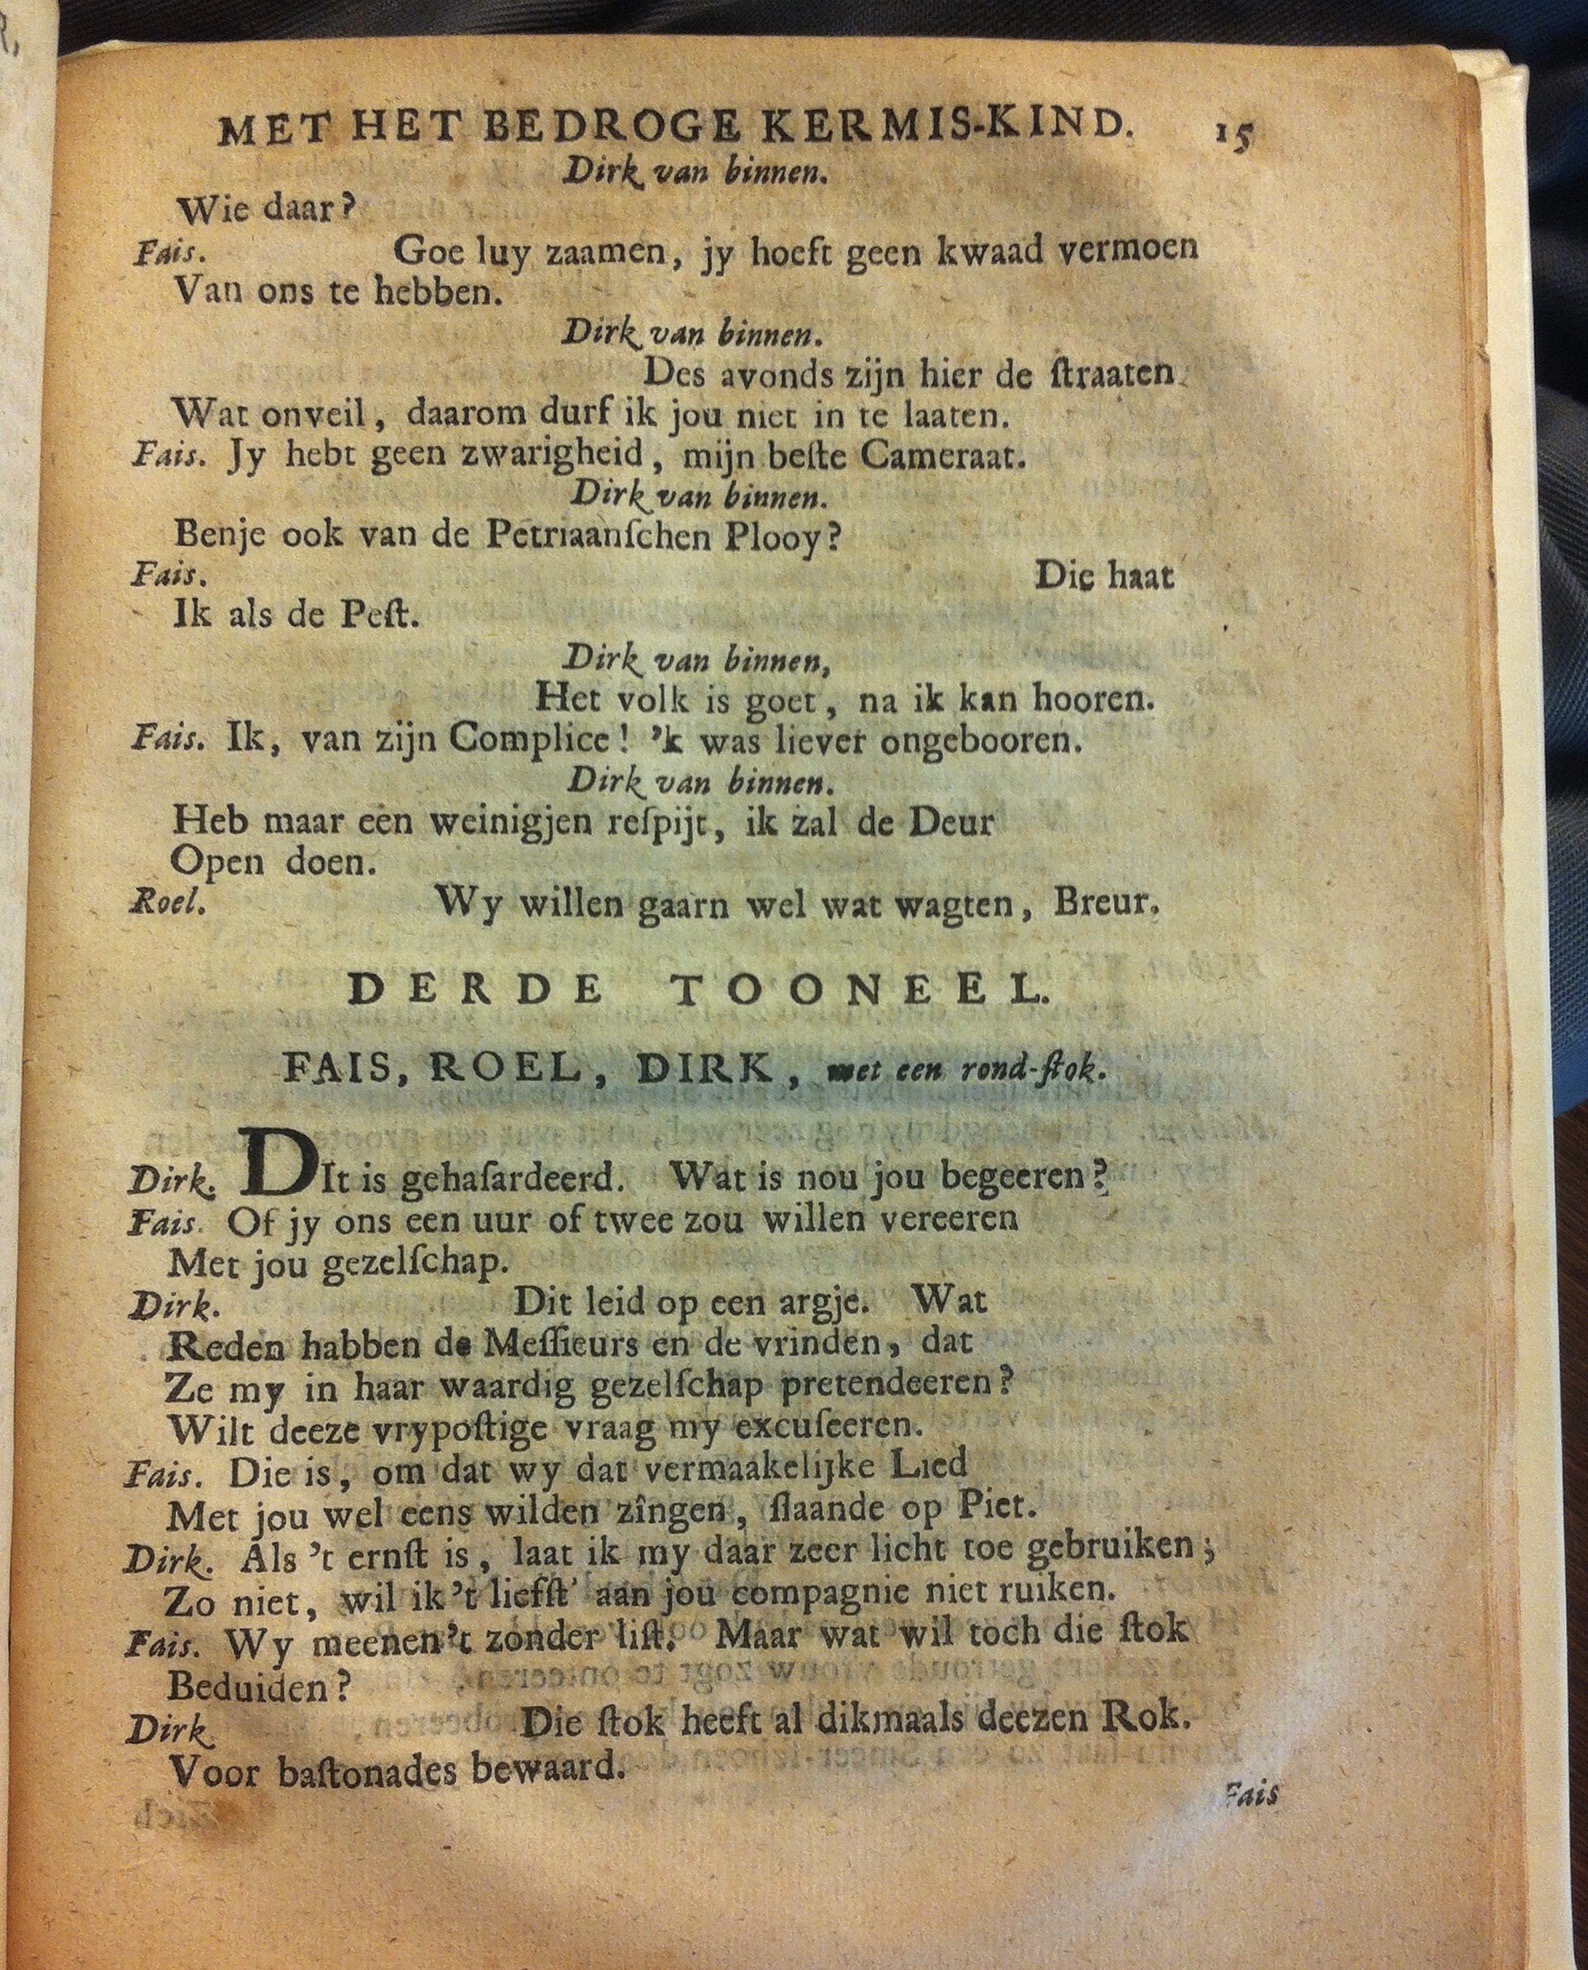 MET HET BEDROGE KERMIS-KIND. 15
Dirk van binnen.
Wie daar?
Fais. Goe luy zaamen, jy hoeft geen kwaad vermoen
Van ons te hebben.
Dirk van binnen.
Des avonds zijn hier de ſtraaten
Wat onveil, daarom durf ik jou niet in te laaten.
Fais. Jy hebt geen zwarigheid, mijn beſte Cameraat.
Dirk van binnen.
Benje ook van de Petriaanſchen Plooy?
Fais. Die haat
Ik als de Peſt.
Dirk van binnen,
Het volk is goet, na ik kan hooren.
Fais. Ik, van zijn Complice! 'k was liever ongebooren.
Dirk van binnen.
Heb maar een weinigjen reſpijt, ik zal de Deur
Open doen.
Roel. Wy willen gaarn wel wat wagten, Breur.
DERDE TOONEEL.
FAIS, ROEL, DIRK, met een rond-ſtok.
Dirk. DIt is gehaſardeerd. Wat is nou jou begeeren?
Fais. Of jy ons een uur of twee zou willen vereeren
Met jou gezelſchap.
Dirk. Dit leid op een argje. Wat
Reden habben de Meſſieurs en de vrinden, dat
Ze my in haar waardig gezelſchap pretendeeren?
Wilt deeze vrypoſtige vraag my excuſeeren.
Fais. Die is, om dat wy dat vermaakelijke Lied
Met jou wel eens wilden zîngen, ſlaande op Piet.
Dirk. Als 't ernſt is, laat ik my daar zeer licht toe gebruiken;
Zo niet, wil ik 't liefſt aan jou compagnie niet ruiken.
Fais. Wy meenen 't zonder liſt. Maar wat wil toch die ſtok
Beduiden?
Dirk Die ſtok heeft al dikmaals deezen Rok.
Voor baſtonades bewaard.
Fais